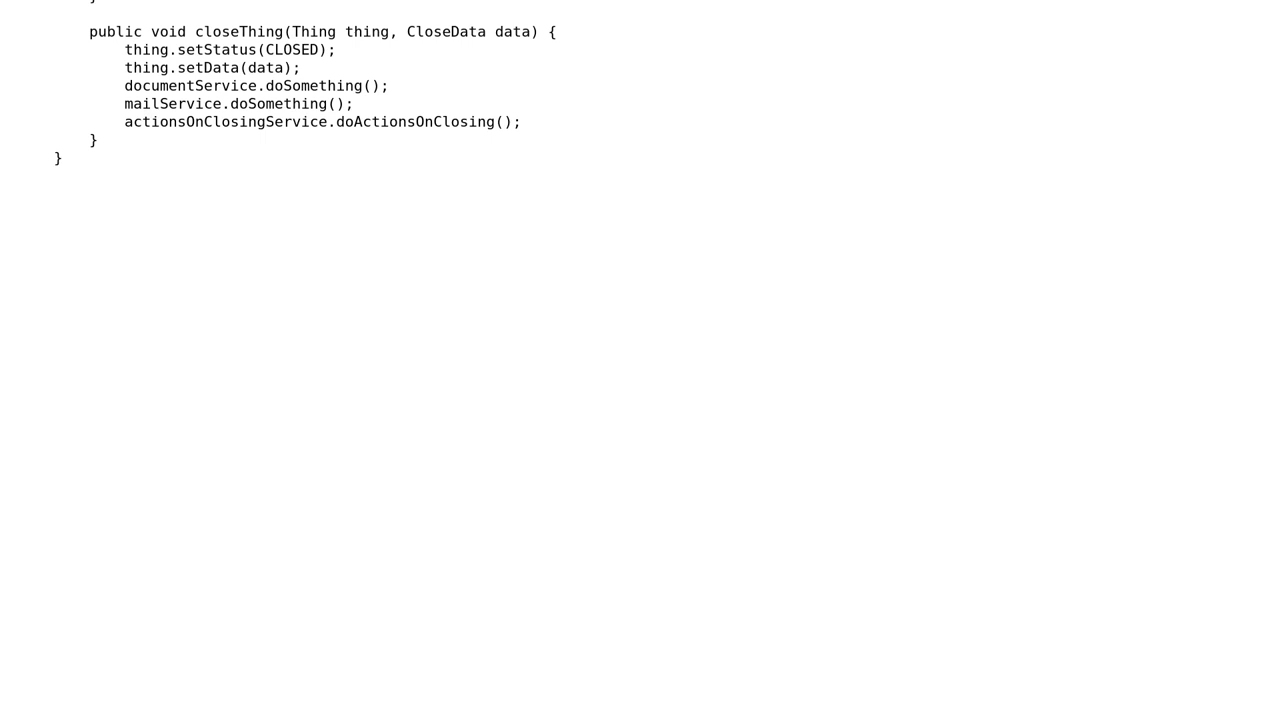 }
public void closeThing(Thing thing, CloseData data) {
thing.setStatus(CLOSED);
thing.setData(data);
documentService.doSomething();
mailService.doSomething();
actionsOnClosingService.doActionsOnClosing();
}
}